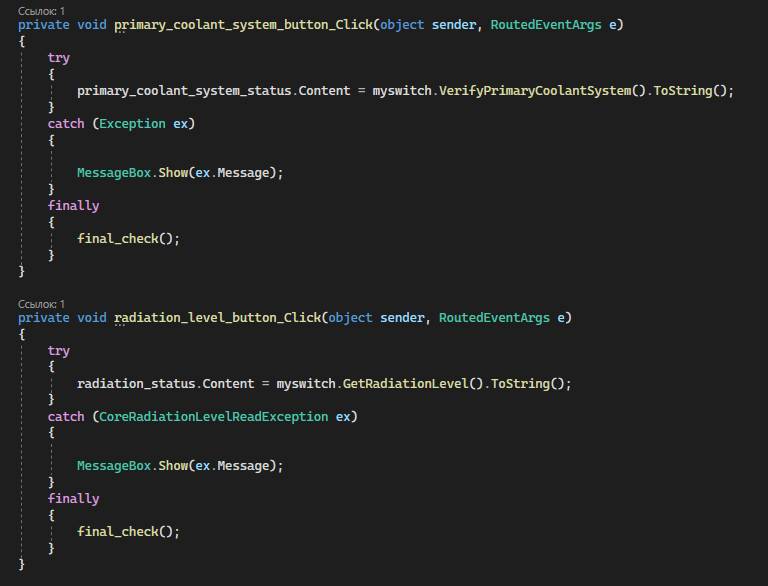 Ссылок: 1
private void primary_coolant_system_button_Click(object sender, RoutedEventArgs e)
{
try
{
primary_coolant_system_status.Content = myswitch.VerifyPrimaryCoolantSystem().ToString();
}
catch (Exception ex)
{
MessageBox.Show(ex.Message);
}
finally
{
final_check();
}
}
Ссылок: 1
private void radiation_level_button_Click(object sender, RoutedEventArgs e)
{
try
{
radiation_status.Content = myswitch.GetRadiationLevel().ToString();
}
catch (CoreRadiationLevelReadException ex)
{
MessageBox.Show(ex.Message);
}
finally
{
final_check();
}
}